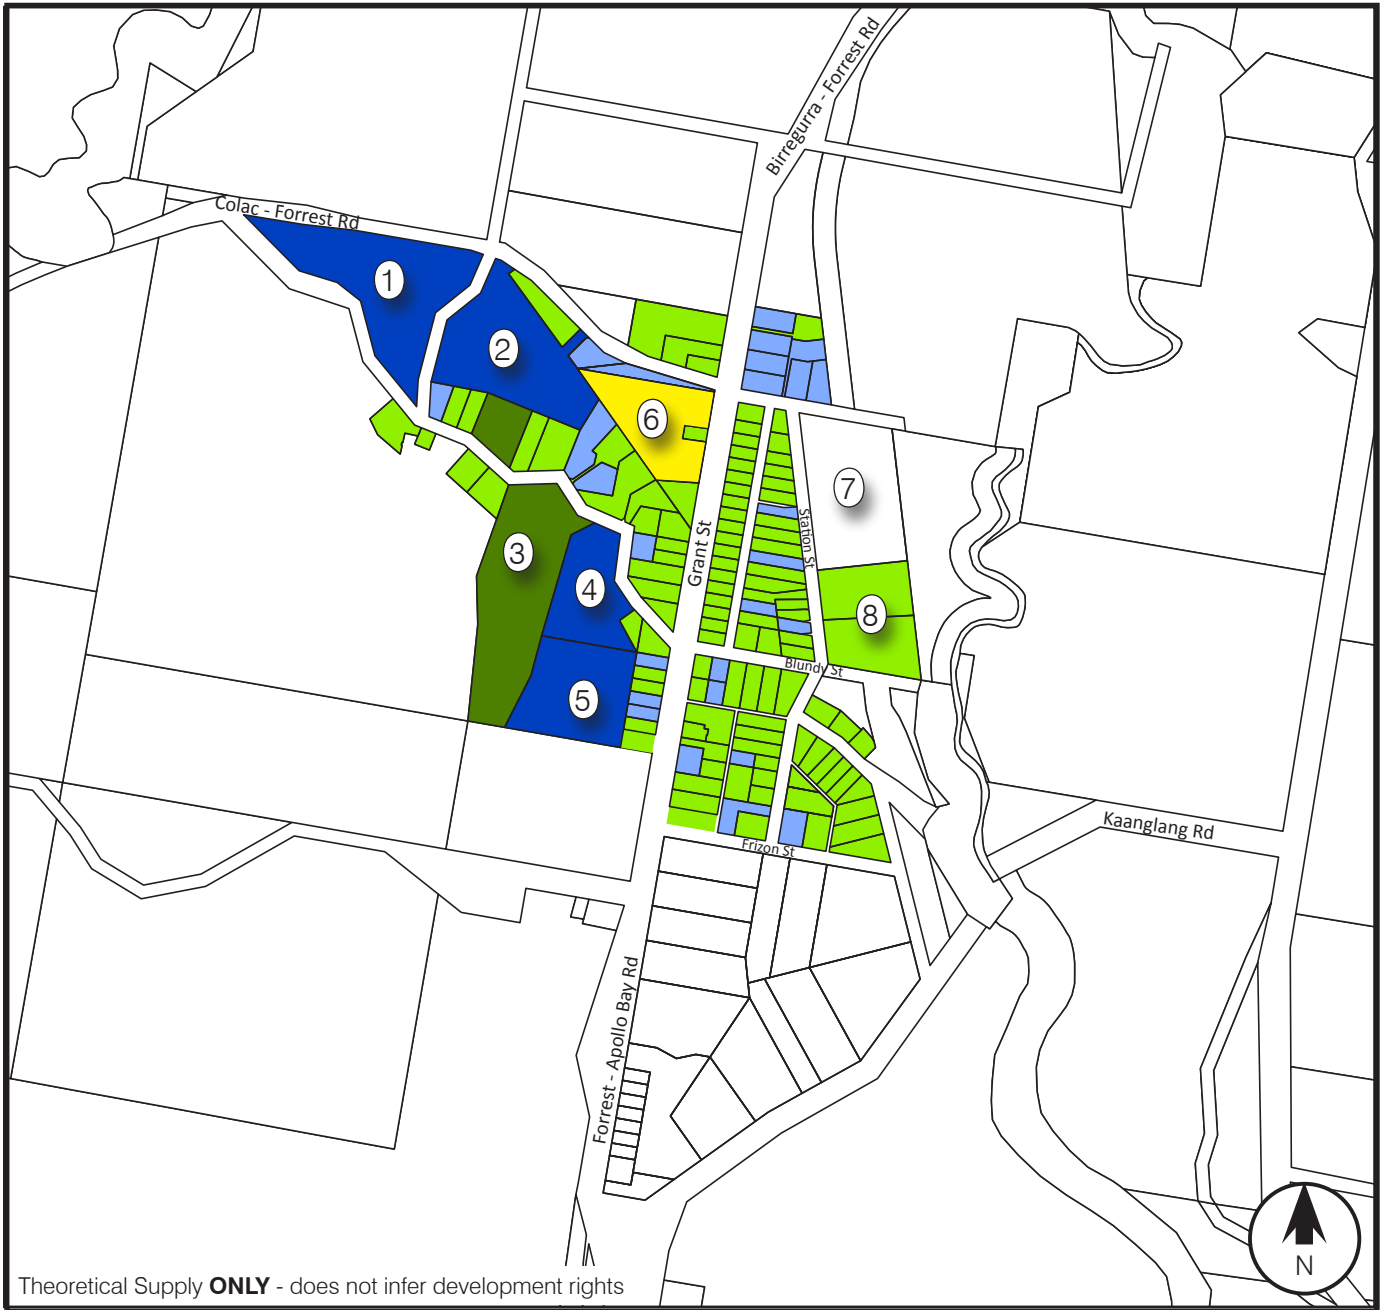 Birregurra - Forrest Rd
Colac - Forrest Rd
1
2
6
7
Station St
Grant St
3
4
8
Blundy St
5
Kaanglang Rd
Frizon St
Forrest - Apollo Bay Rd
N
Theoretical Supply ONLY - does not infer development rights